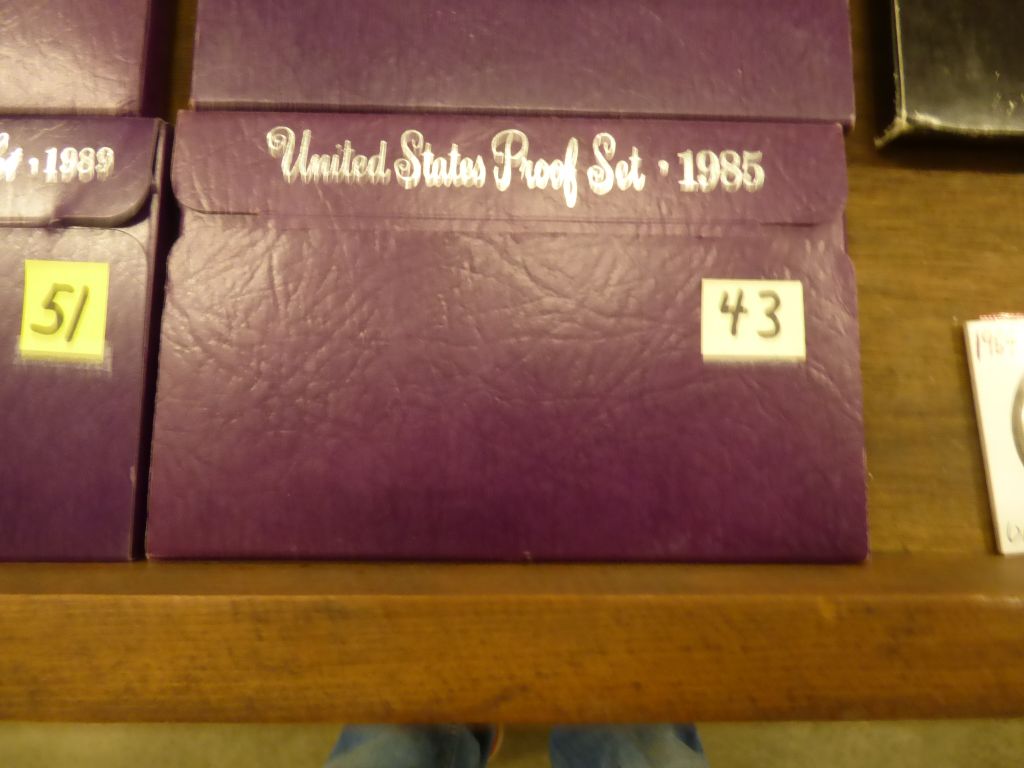 United States Proof Set · 1985
43
· 1989
51